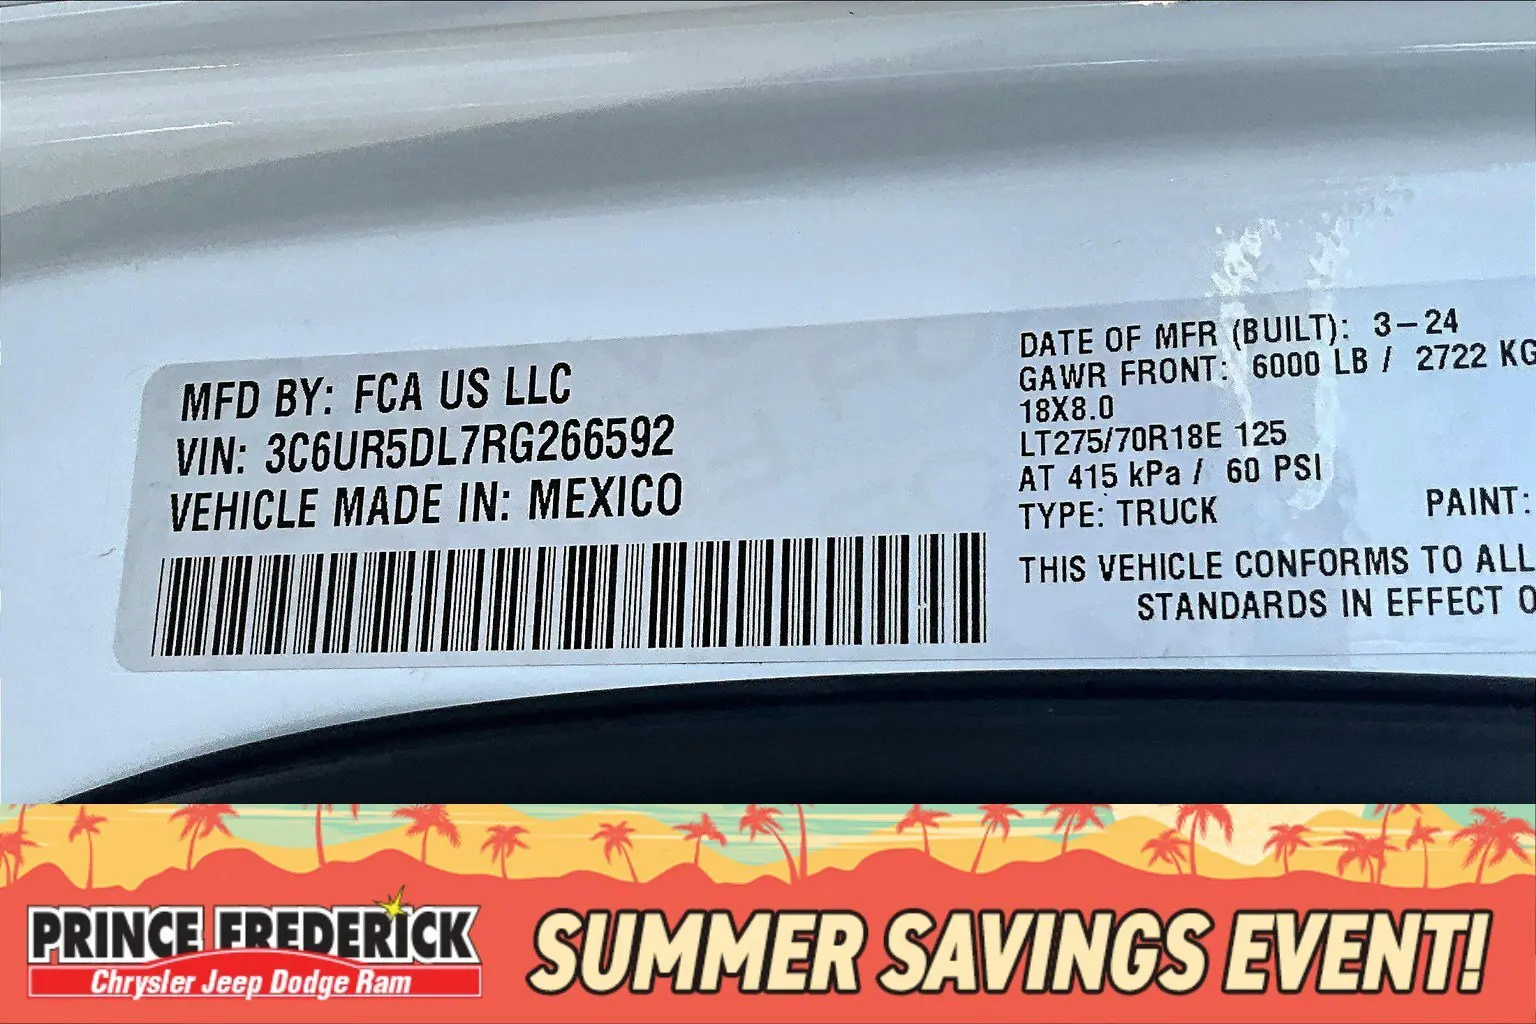 MFD BY: FCA US LLC
VIN: 3C6UR5DL7RG266592
VEHICLE MADE IN: MEXICO
DATE OF MFR (BUILT): 3-24
GAWR FRONT: 6000 LB / 2722 KG
18X8.0
LT275/70R18E 125
AT 415 kPa / 60 PSI
TYPE: TRUCK PAINT:
THIS VEHICLE CONFORMS TO ALL
STANDARDS IN EFFECT O
PRINCE FREDERICK
Chrysler Jeep Dodge Ram
SUMMER SAVINGS EVENT!